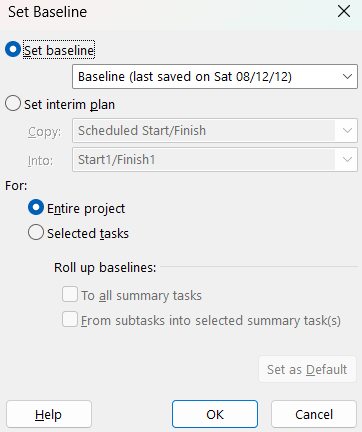 Set Baseline
Set baseline
Baseline (last saved on Sat 08/12/12)
Set interim plan
Copy: Scheduled Start/Finish
Into: Start1/Finish1
For:
Entire project
Selected tasks
Roll up baselines:
To all summary tasks
From subtasks into selected summary task(s)
Set as Default
Help OK Cancel